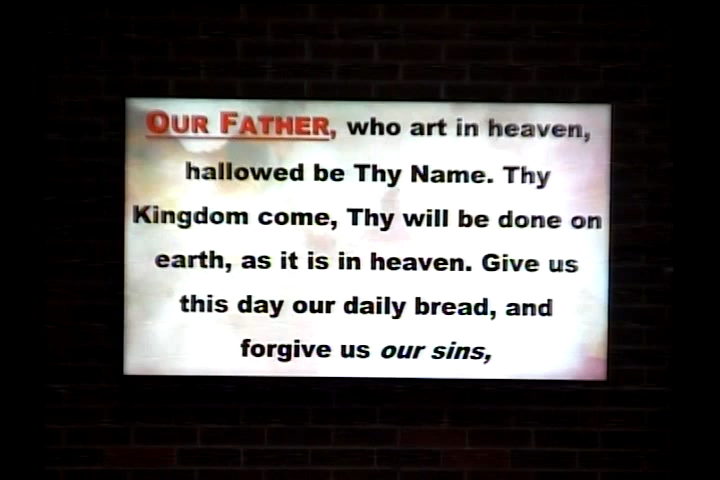 OUR FATHER, who art in heaven,
hallowed be Thy Name. Thy
Kingdom come, Thy will be done on
earth, as it is in heaven. Give us
this day our daily bread, and
forgive us our sins,